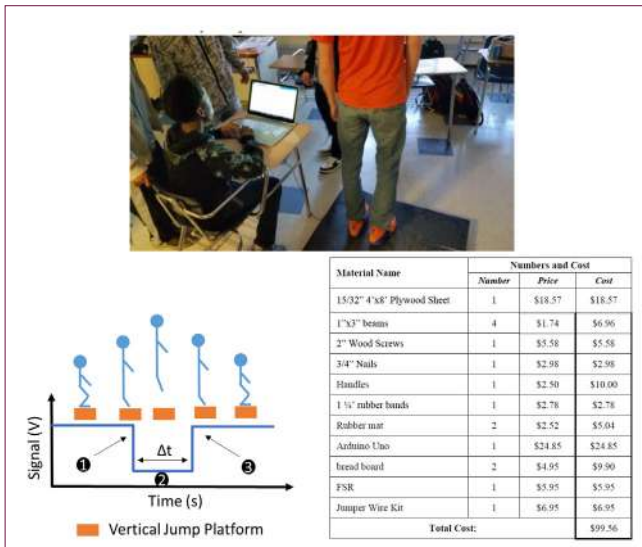 Material Name
Numbers and Cost
Number Price Cost
15/32" 4'x8' Plywood Sheet 1 $18.57 $18.57
1"x3" beams 4 $1.74 $6.96
2" Wood Screws 1 $5.58 $5.58
3/4" Nails 1 $2.98 $2.98
Handles 1 $2.50 $10.00
1 ¼' rubber bands 1 $2.78 $2.78
Rubber mat 2 $2.52 $5.04
Arduino Uno 1 $24.85 $24.85
bread board 2 $4.95 $9.90
FSR 1 $5.95 $5.95
Jumper Wire Kit 1 $6.95 $6.95
Total Cost: $99.56
Signal (V)
Δt
1
2
3
Time (s)
Vertical Jump Platform